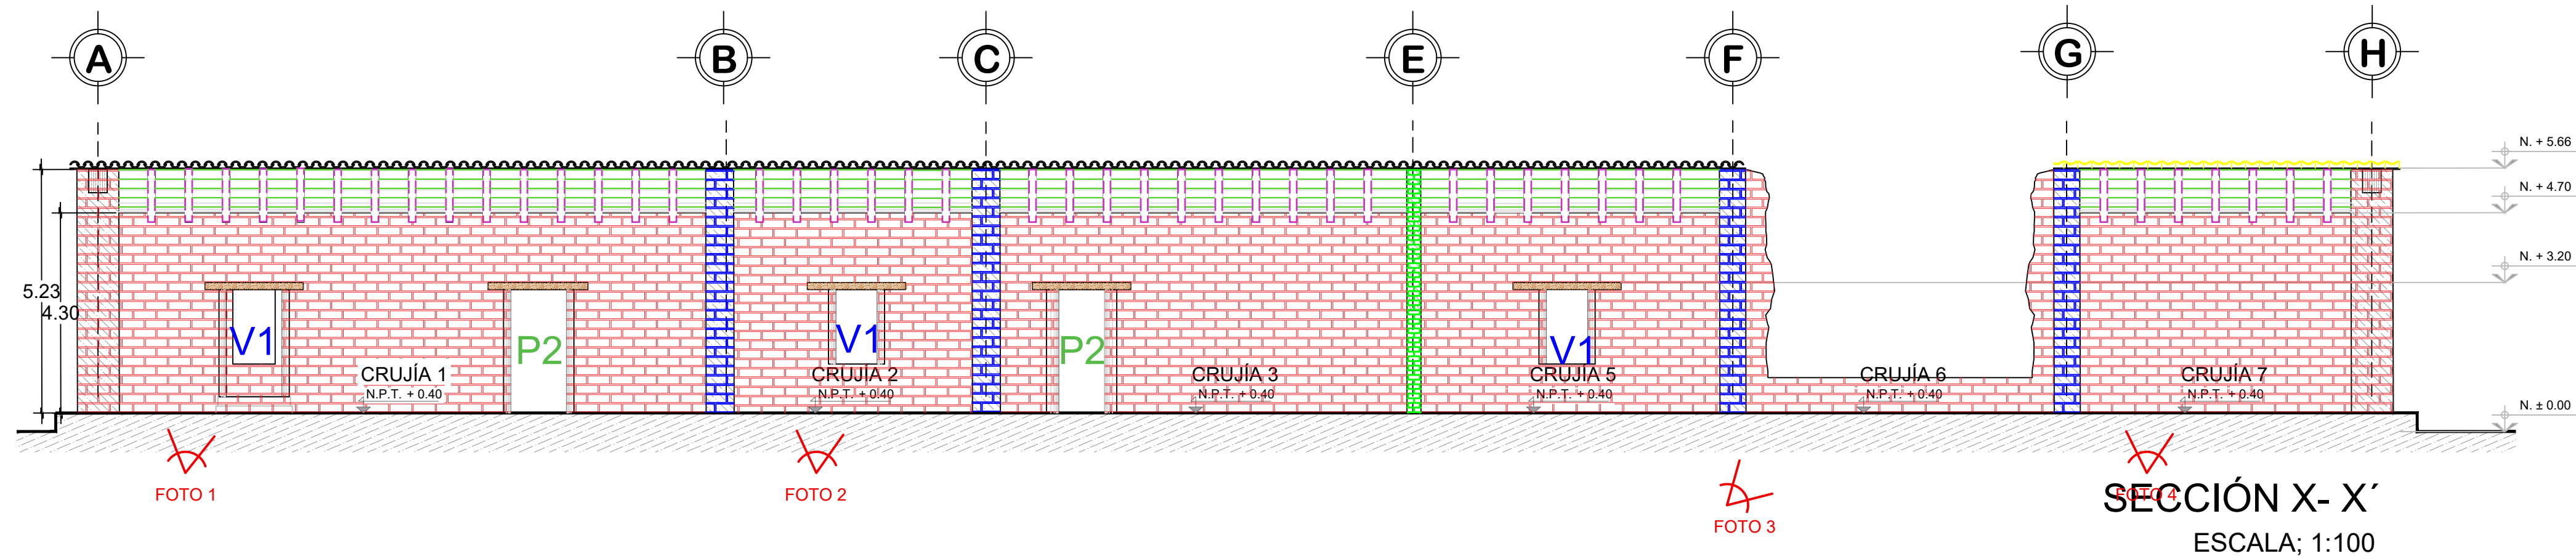 A B C E F G H
N. + 5.66
N. + 4.70
N. + 3.20
5.23
4.30
V1 P2 V1 P2 V1
CRUJÍA 1 CRUJÍA 2 CRUJÍA 3 CRUJÍA 5 CRUJÍA 6 CRUJÍA 7
N.P.T. + 0.40 N.P.T. + 0.40 N.P.T. + 0.40 N.P.T. + 0.40 N.P.T. + 0.40 N.P.T. + 0.40
N. ± 0.00
FOTO 1 FOTO 2 FOTO 4
SECCIÓN X- X´
FOTO 3
ESCALA; 1:100